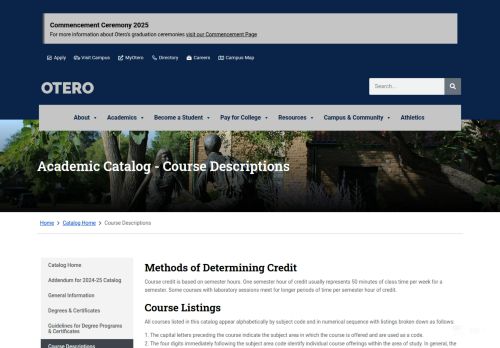 Commencement Ceremony 2025
For more information about Otero's graduation ceremonies visit our Commencement Page
Apply Visit Campus MyOtero Directory Careers Campus Map
OTERO
Search...
About Academics Become a Student Pay for College Resources Campus & Community Athletics
Academic Catalog - Course Descriptions
Home > Catalog Home > Course Descriptions
Catalog Home
Addendum for 2024-25 Catalog
General Information
Degrees & Certificates
Guidelines for Degree Programs
& Certificates
Course Descriptions
Methods of Determining Credit
Course credit is based on semester hours. One semester hour of credit usually represents 50 minutes of class time per week for a
semester. Some courses with laboratory sessions meet for longer periods of time per semester hour of credit.
Course Listings
All courses listed in this catalog appear alphabetically by subject code and in numerical sequence with listings broken down as follows:
1. The capital letters preceding the course indicate the subject area in which the course is offered and are used as a code.
2. The four digits immediately following the subject area code identify individual course offerings within the area of study. In general, the